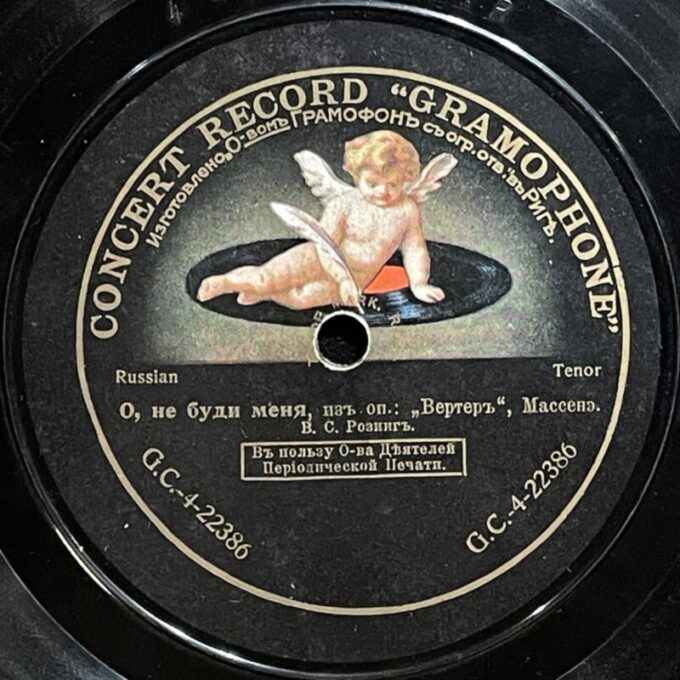 CONCERT RECORD "GRAMOPHONE"
Изготовлено О-вомъ Грамофонъ съ огр. отв. въ Ригѣ.
Russian
Tenor
О, не буди меня, изъ оп.: „Вертеръ“, Массенэ.
В. С. Розингъ.
Въ пользу О-ва Дѣятелей
Періодической Печати.
G.C.-4-22386
G.C.-4-22386